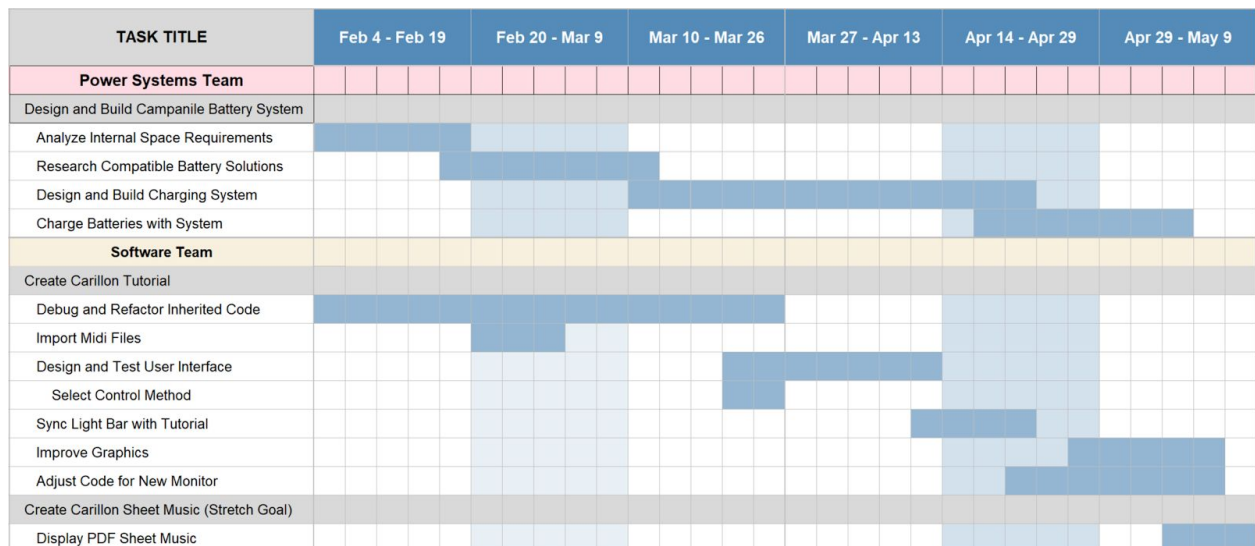 TASK TITLE Feb 4 - Feb 19 Feb 20 - Mar 9 Mar 10 - Mar 26 Mar 27 - Apr 13 Apr 14 - Apr 29 Apr 29 - May 9
Power Systems Team
Design and Build Campanile Battery System
Analyze Internal Space Requirements
Research Compatible Battery Solutions
Design and Build Charging System
Charge Batteries with System
Software Team
Create Carillon Tutorial
Debug and Refactor Inherited Code
Import Midi Files
Design and Test User Interface
Select Control Method
Sync Light Bar with Tutorial
Improve Graphics
Adjust Code for New Monitor
Create Carillon Sheet Music (Stretch Goal)
Display PDF Sheet Music